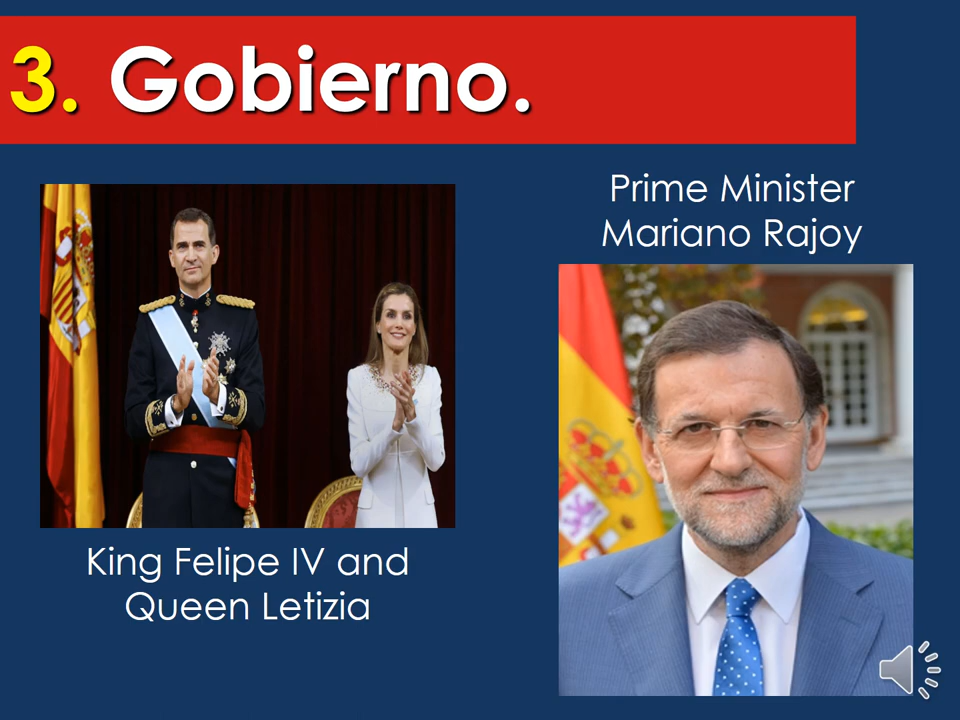 3. Gobierno.
Prime Minister
Mariano Rajoy
King Felipe IV and
Queen Letizia